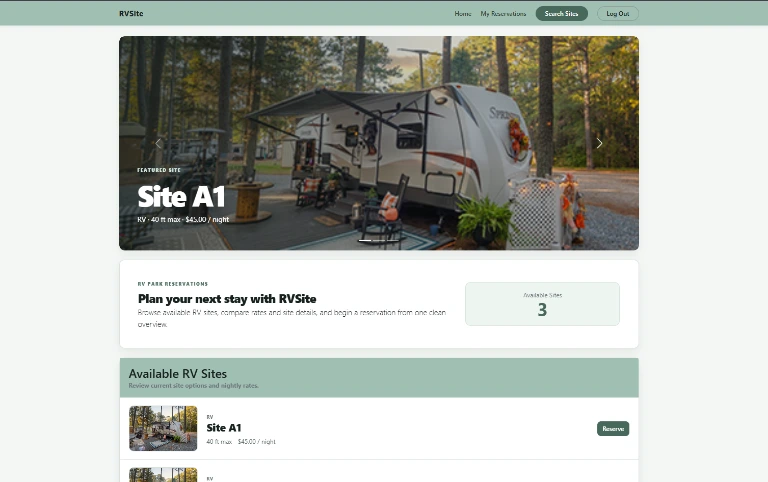 RVSite
Home My Reservations Search Sites Log Out
FEATURED SITE
Site A1
RV · 40 ft max · $45.00 / night
RV PARK RESERVATIONS
Plan your next stay with RVSite
Browse available RV sites, compare rates and site details, and begin a reservation from one clean
overview.
Available Sites
3
Available RV Sites
Review current site options and nightly rates.
RV
Site A1
40 ft max · $45.00 / night
Reserve
RV